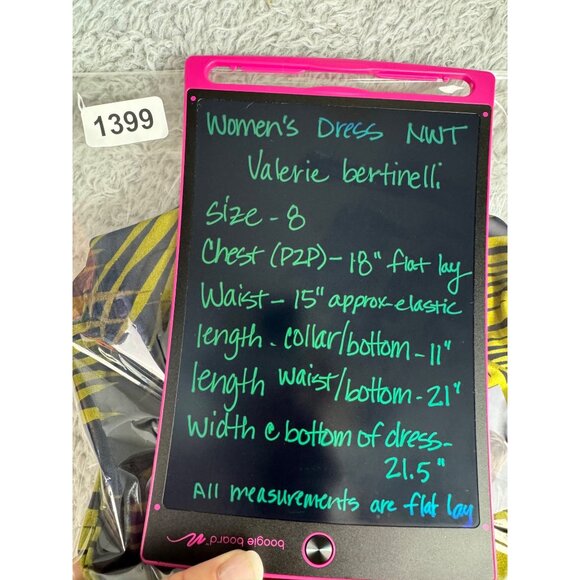 1399
Women's Dress NWT
Valerie bertinelli
Size - 8
Chest (P2P) - 18" flat lay
Waist - 15" approx-elastic
length - collar/bottom - 11"
length waist/bottom - 21"
width @ bottom of dress -
21.5"
All measurements are flat lay
boogie board™